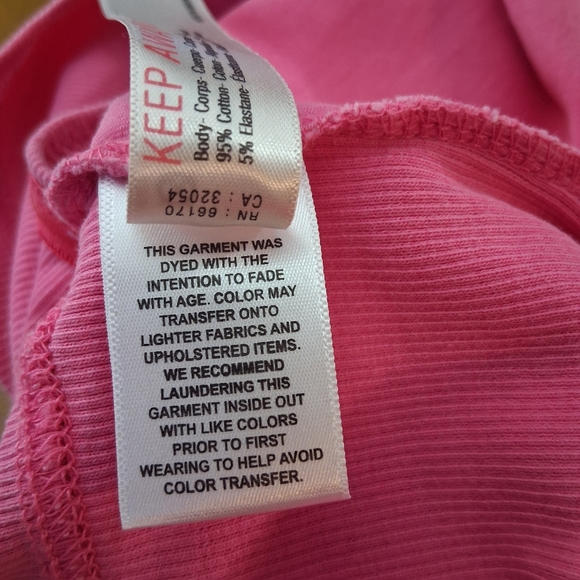 KEEP
Body- Corps-
95% Cotton-
5% Elastane-
RN : 66170
CA : 32054
THIS GARMENT WAS
DYED WITH THE
INTENTION TO FADE
WITH AGE. COLOR MAY
TRANSFER ONTO
LIGHTER FABRICS AND
UPHOLSTERED ITEMS.
WE RECOMMEND
LAUNDERING THIS
GARMENT INSIDE OUT
WITH LIKE COLORS
PRIOR TO FIRST
WEARING TO HELP AVOID
COLOR TRANSFER.